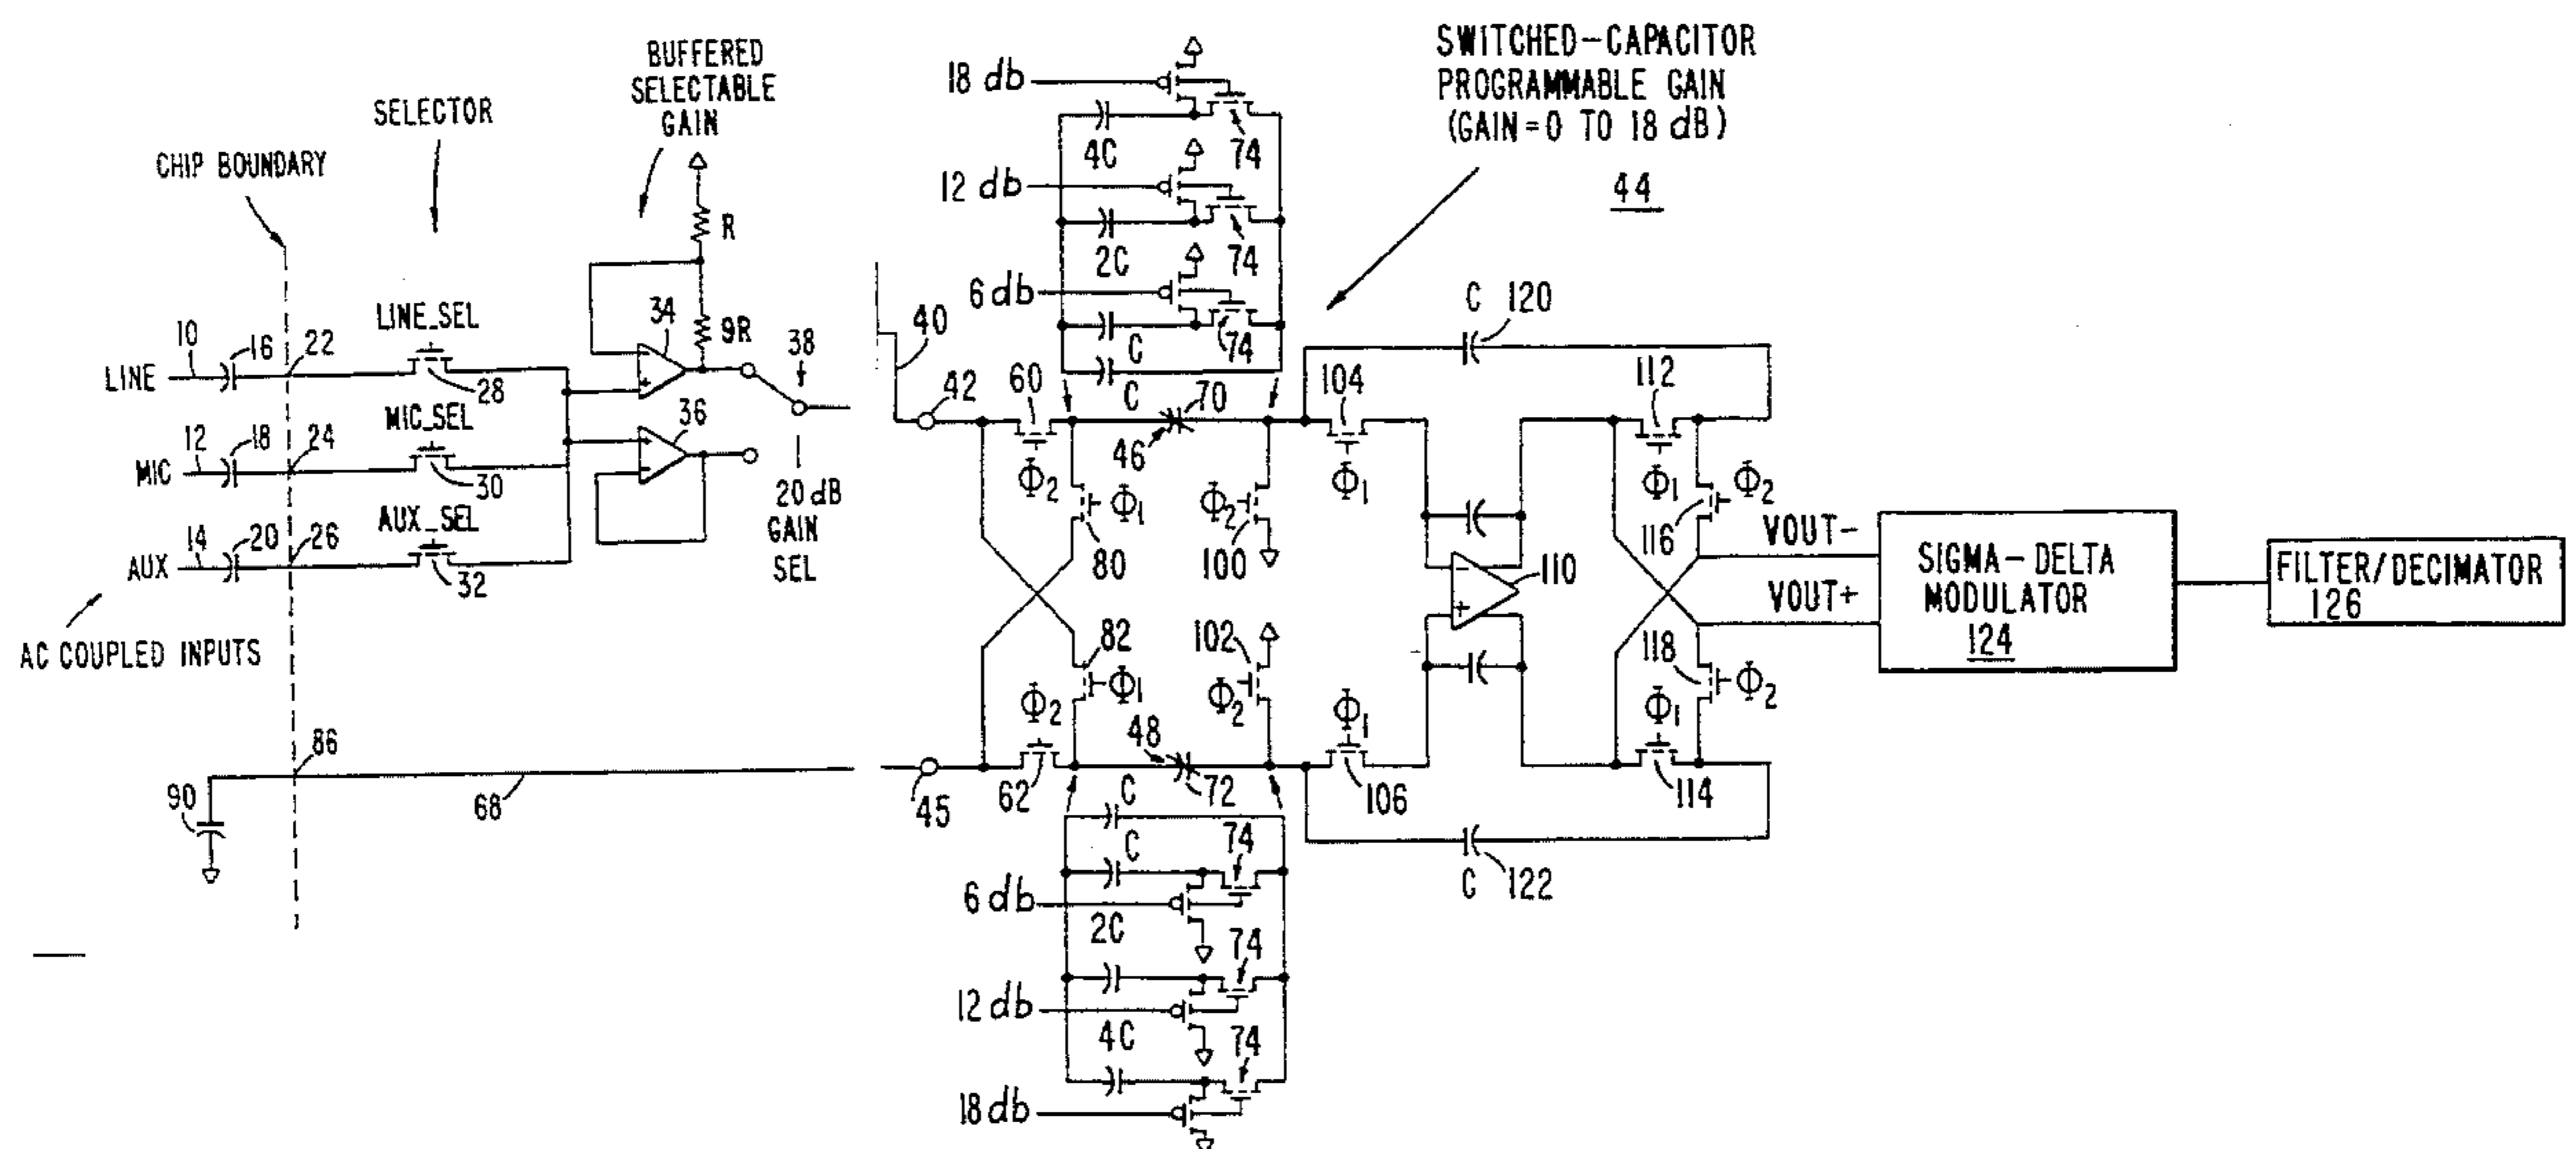 CHIP BOUNDARY
SELECTOR
BUFFERED
SELECTABLE
GAIN
R
9R
LINE_SEL
LINE
10
16
22
28
34
38
MIC_SEL
MIC
12
18
24
30
36
AUX_SEL
AUX
14
20
26
32
20 dB
GAIN
SEL
AC COUPLED INPUTS
86
90
68
SWITCHED-CAPACITOR
PROGRAMMABLE GAIN
(GAIN = 0 TO 18 dB)
44
18 db
4C
74
12 db
2C
74
6 db
C
74
C
40
42
60
Φ2
46
70
104
Φ1
C 120
112
Φ1
Φ1
80
Φ2
100
Φ2
116
-
+
110
VOUT-
VOUT+
SIGMA-DELTA
MODULATOR
124
FILTER/DECIMATOR
126
82
Φ1
102
Φ2
118
Φ2
Φ2
62
45
48
72
Φ1
106
Φ1
114
C 122
C
C
74
6 db
2C
74
12 db
4C
74
18 db